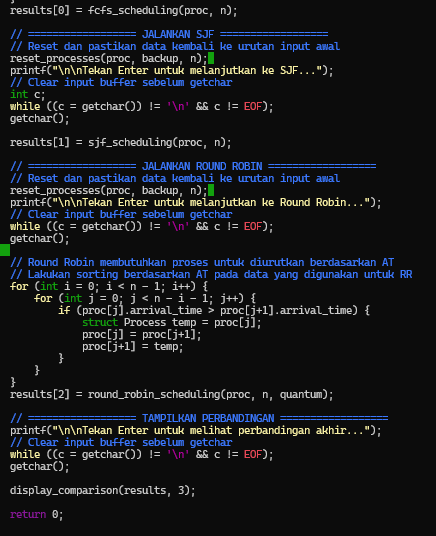 results[0] = fcfs_scheduling(proc, n);
// ================== JALANKAN SJF ==================
// Reset dan pastikan data kembali ke urutan input awal
reset_processes(proc, backup, n);
printf("\n\nTekan Enter untuk melanjutkan ke SJF...");
// Clear input buffer sebelum getchar
int c;
while ((c = getchar()) != '\n' && c != EOF);
getchar();
results[1] = sjf_scheduling(proc, n);
// ================== JALANKAN ROUND ROBIN ==================
// Reset dan pastikan data kembali ke urutan input awal
reset_processes(proc, backup, n);
printf("\n\nTekan Enter untuk melanjutkan ke Round Robin...");
// Clear input buffer sebelum getchar
while ((c = getchar()) != '\n' && c != EOF);
getchar();
// Round Robin membutuhkan proses untuk diurutkan berdasarkan AT
// Lakukan sorting berdasarkan AT pada data yang digunakan untuk RR
for (int i = 0; i < n - 1; i++) {
for (int j = 0; j < n - i - 1; j++) {
if (proc[j].arrival_time > proc[j+1].arrival_time) {
struct Process temp = proc[j];
proc[j] = proc[j+1];
proc[j+1] = temp;
}
}
}
results[2] = round_robin_scheduling(proc, n, quantum);
// ================== TAMPILKAN PERBANDINGAN ==================
printf("\n\nTekan Enter untuk melihat perbandingan akhir...");
// Clear input buffer sebelum getchar
while ((c = getchar()) != '\n' && c != EOF);
getchar();
display_comparison(results, 3);
return 0;